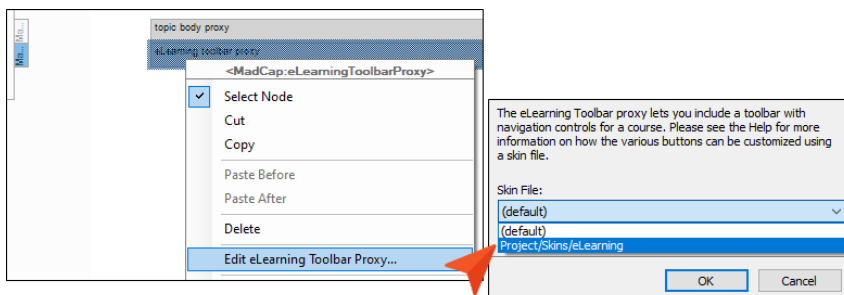 Ma...
Ma...
topic body proxy
eLearning toolbar proxy
<MadCap:eLearningToolbarProxy>
Select Node
Cut
Copy
Paste Before
Paste After
Delete
Edit eLearning Toolbar Proxy...
The eLearning Toolbar proxy lets you include a toolbar with
navigation controls for a course. Please see the Help for more
information on how the various buttons can be customized using
a skin file.
Skin File:
(default)
(default)
Project/Skins/eLearning
OK
Cancel